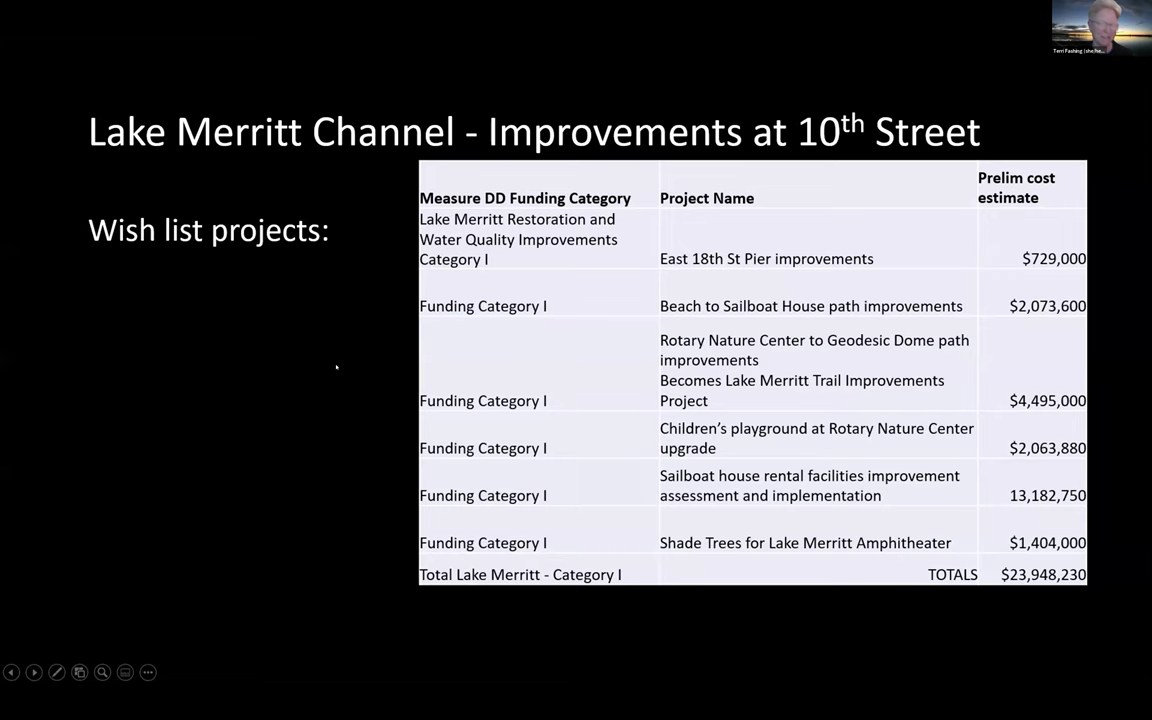 Terri Fashing (she/he...
Lake Merritt Channel - Improvements at 10th Street
Wish list projects:
Measure DD Funding Category Project Name Prelim cost estimate
Lake Merritt Restoration and
Water Quality Improvements
Category I East 18th St Pier improvements $729,000
Funding Category I Beach to Sailboat House path improvements $2,073,600
Rotary Nature Center to Geodesic Dome path
improvements
Becomes Lake Merritt Trail Improvements
Funding Category I Project $4,495,000
Children’s playground at Rotary Nature Center
Funding Category I upgrade $2,063,880
Sailboat house rental facilities improvement
Funding Category I assessment and implementation 13,182,750
Funding Category I Shade Trees for Lake Merritt Amphitheater $1,404,000
Total Lake Merritt - Category I TOTALS $23,948,230